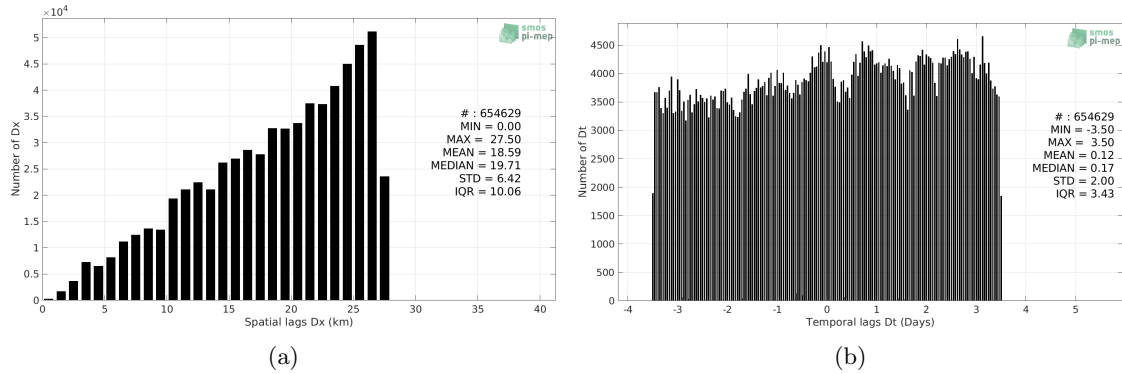 ×10⁴
5
4.5
4
3.5
3
2.5
2
1.5
1
0.5
0
Number of Dx
0 5 10 15 20 25 30 35 40
Spatial lags Dx (km)
smos
pi-mep
# : 654629
MIN = 0.00
MAX = 27.50
MEAN = 18.59
MEDIAN = 19.71
STD = 6.42
IQR = 10.06
(a)
4500
4000
3500
3000
2500
2000
1500
1000
500
0
Number of Dt
-4 -3 -2 -1 0 1 2 3 4 5
Temporal lags Dt (Days)
smos
pi-mep
# : 654629
MIN = -3.50
MAX = 3.50
MEAN = 0.12
MEDIAN = 0.17
STD = 2.00
IQR = 3.43
(b)